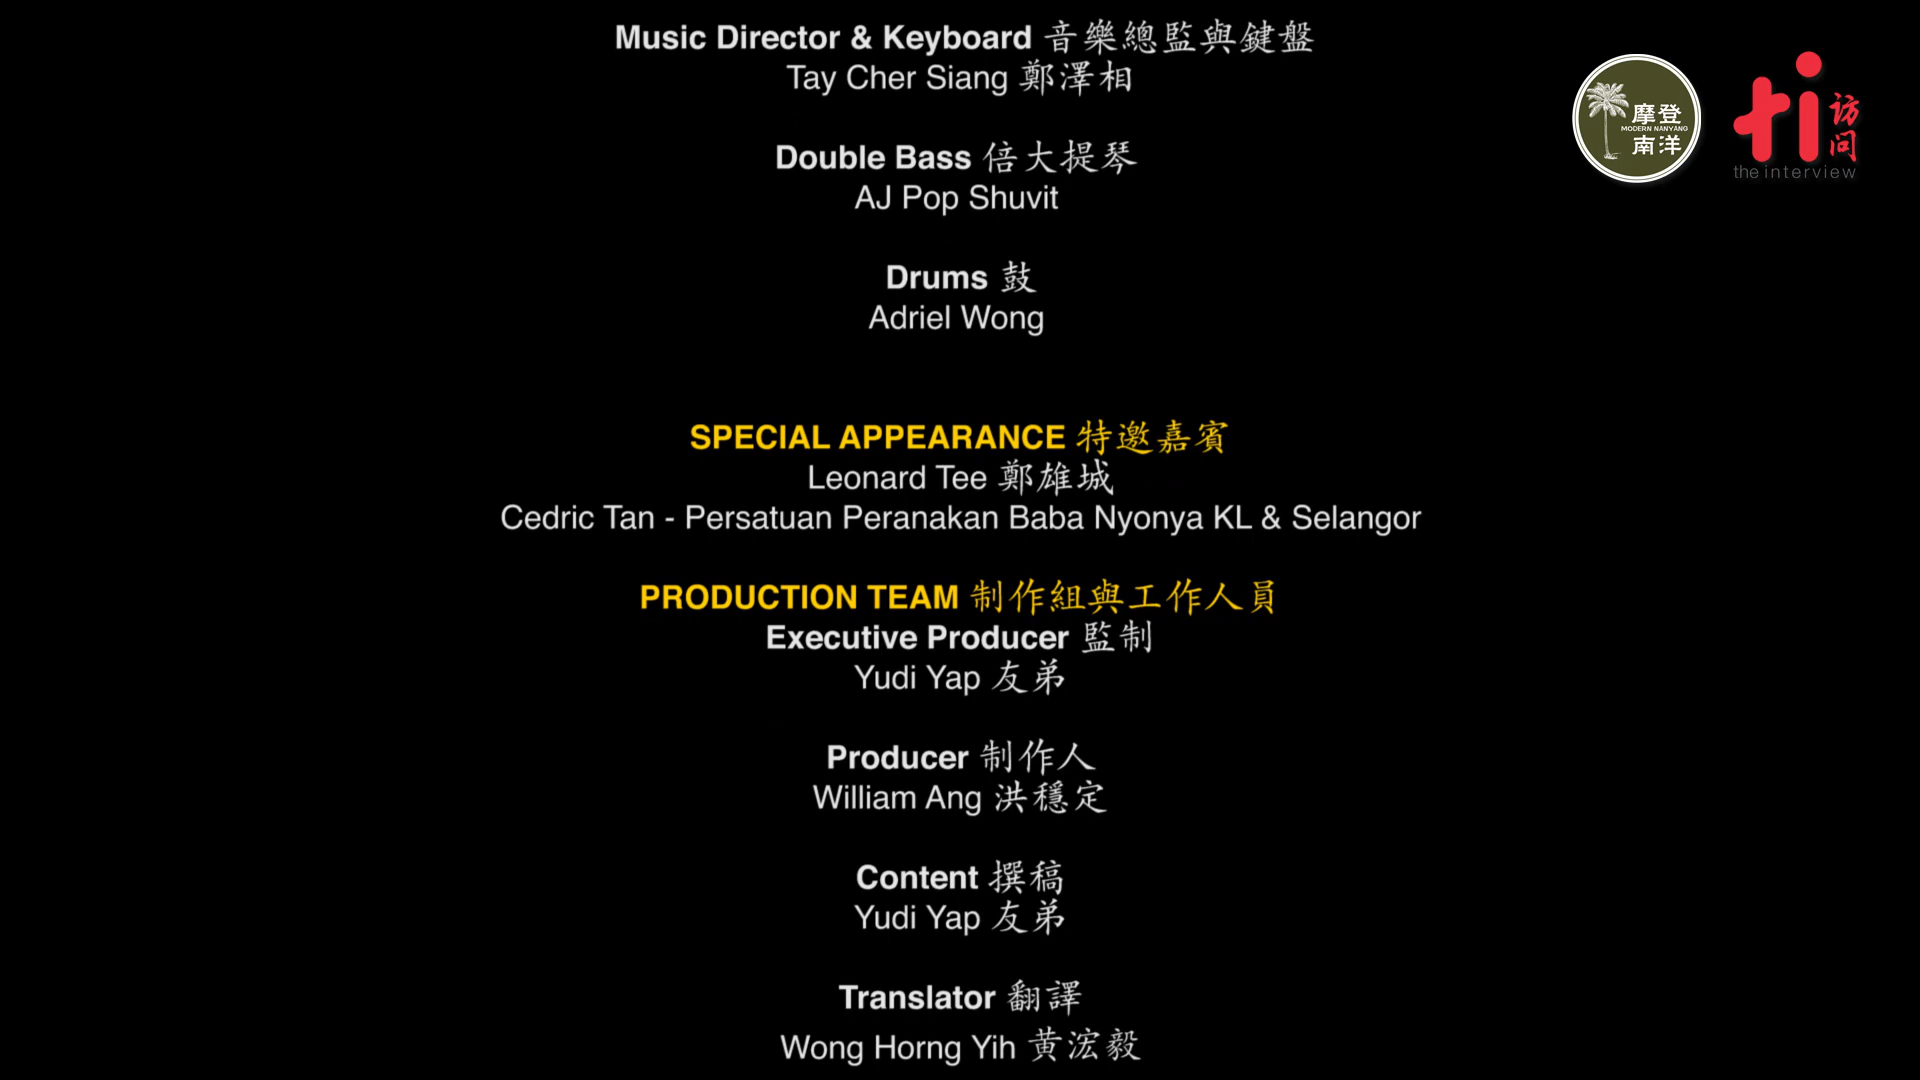 Music Director & Keyboard 音樂總監與鍵盤
Tay Cher Siang 鄭澤相
Double Bass 倍大提琴
AJ Pop Shuvit
Drums 鼓
Adriel Wong
SPECIAL APPEARANCE 特邀嘉賓
Leonard Tee 鄭雄城
Cedric Tan - Persatuan Peranakan Baba Nyonya KL & Selangor
PRODUCTION TEAM 制作組與工作人員
Executive Producer 監制
Yudi Yap 友弟
Producer 制作人
William Ang 洪穩定
Content 撰稿
Yudi Yap 友弟
Translator 翻譯
Wong Horng Yih 黄浤毅
摩登
MODERN NANYANG
南洋
ti 访问
the interview